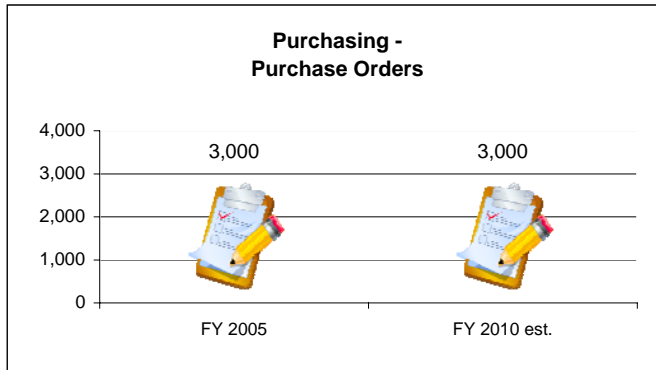 Purchasing -
Purchase Orders
4,000
3,000 3,000
3,000
2,000
1,000
0
FY 2005 FY 2010 est.